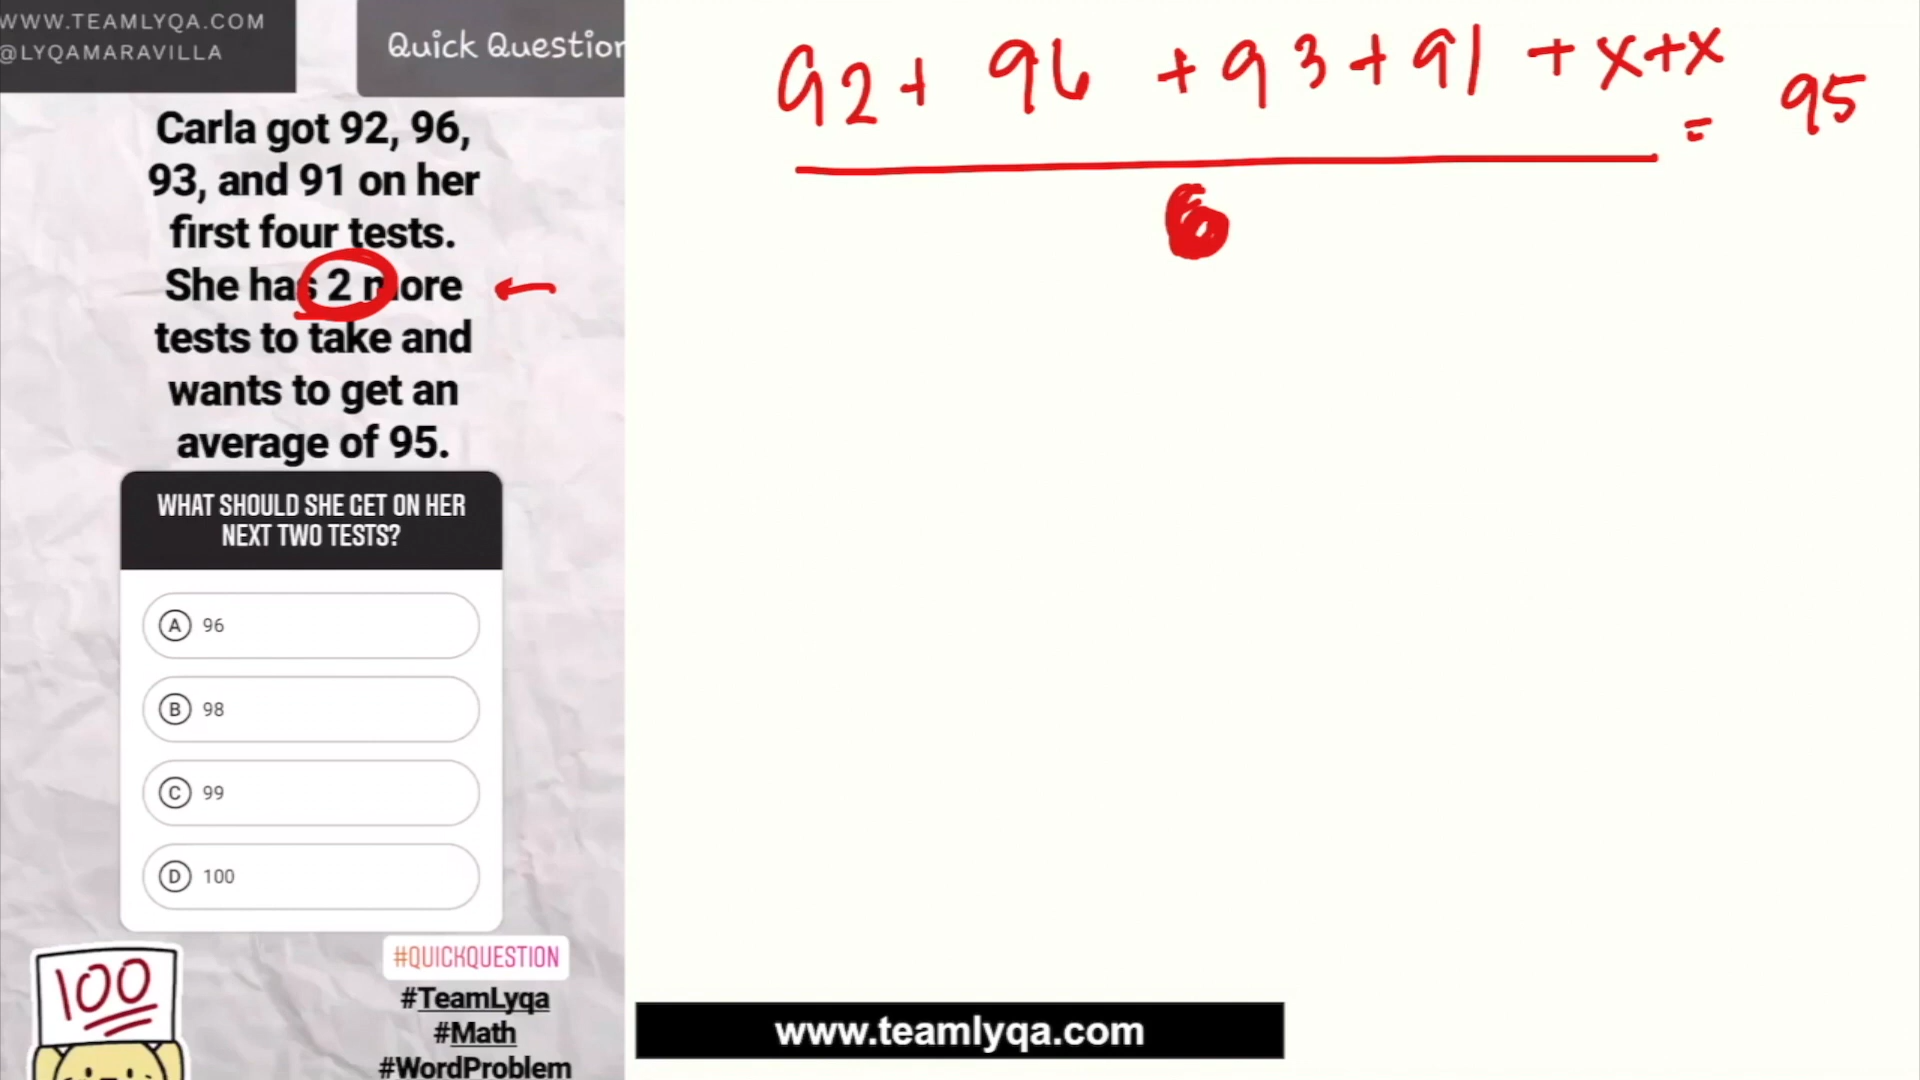 WWW.TEAMLYQA.COM
@LYQAMARAVILLA
Quick Question
Carla got 92, 96,
93, and 91 on her
first four tests.
She has 2 more
tests to take and
wants to get an
average of 95.
WHAT SHOULD SHE GET ON HER
NEXT TWO TESTS?
A 96
B 98
C 99
D 100
100
#QUICKQUESTION
#TeamLyqa
#Math
#WordProblem
92 + 96 + 93 + 91 + x + x
= 95
6
www.teamlyqa.com